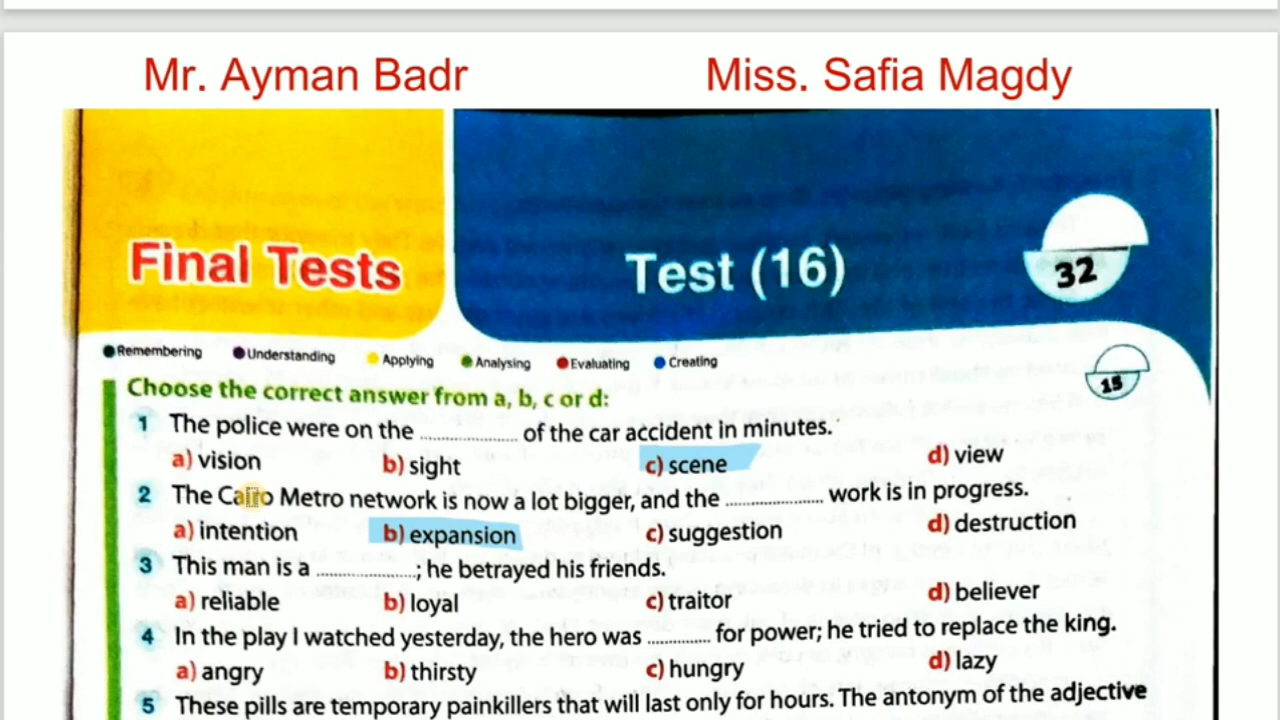 Mr. Ayman Badr Miss. Safia Magdy
Final Tests Test (16) 32
Remembering Understanding Applying Analysing Evaluating Creating
15
Choose the correct answer from a, b, c or d:
1 The police were on the .................... of the car accident in minutes.
a) vision b) sight c) scene d) view
2 The Cairo Metro network is now a lot bigger, and the .................... work is in progress.
a) intention b) expansion c) suggestion d) destruction
3 This man is a ....................; he betrayed his friends.
a) reliable b) loyal c) traitor d) believer
4 In the play I watched yesterday, the hero was ............. for power; he tried to replace the king.
a) angry b) thirsty c) hungry d) lazy
5 These pills are temporary painkillers that will last only for hours. The antonym of the adjective